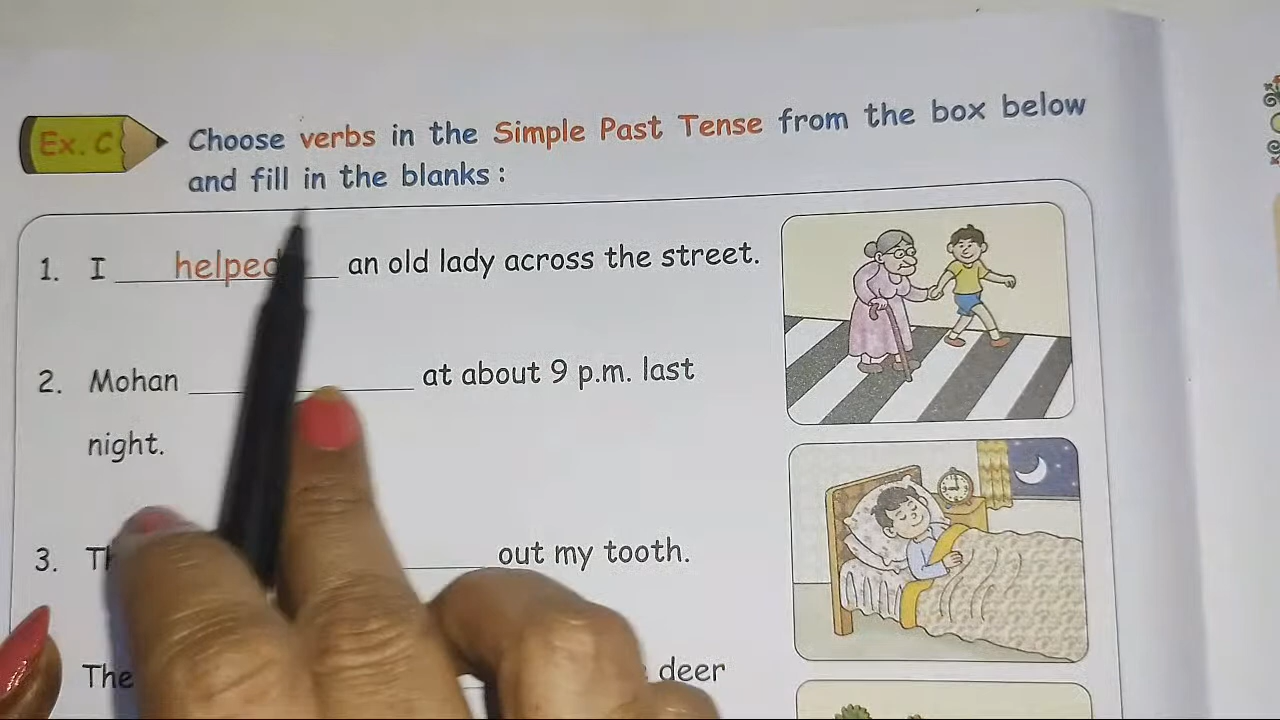 Ex. C
Choose verbs in the Simple Past Tense from the box below
and fill in the blanks:
1. I helped an old lady across the street.
2. Mohan at about 9 p.m. last
night.
3. out my tooth.
The deer